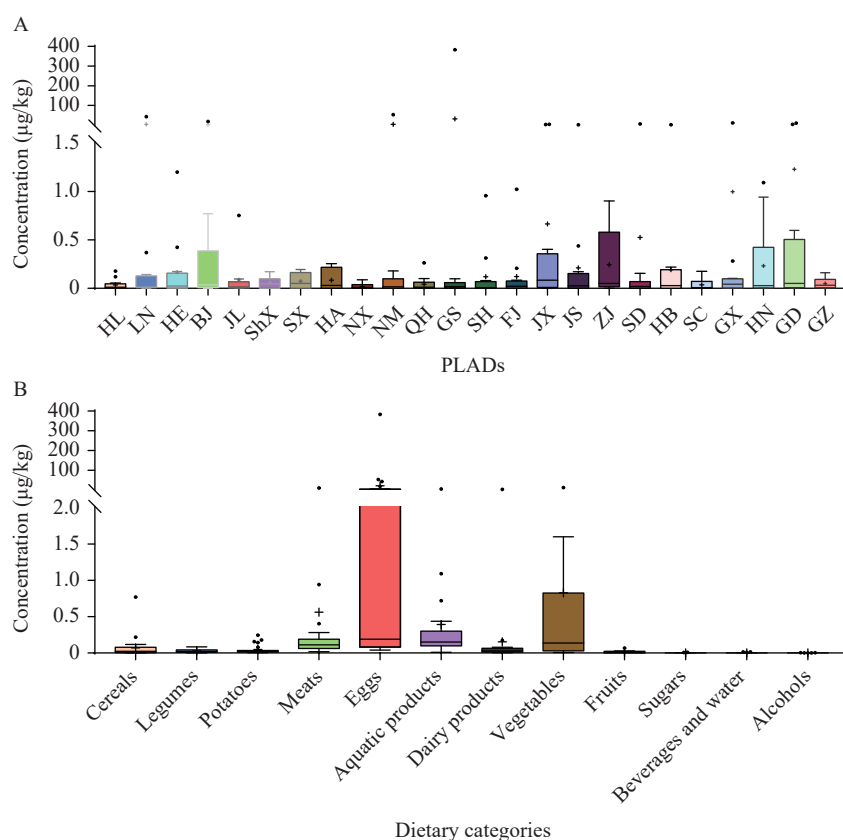 A
400
300
200
100
1.5
1.0
0.5
0
Concentration (μg/kg)
HL LN HE BJ JL ShX SX HA NX NM QH GS SH FJ JX JS ZJ SD HB SC GX HN GD GZ
PLADs
B
400
300
200
100
2.0
1.5
1.0
0.5
0
Concentration (μg/kg)
Cereals Legumes Potatoes Meats Eggs Aquatic products Dairy products Vegetables Fruits Sugars Beverages and water Alcohols
Dietary categories